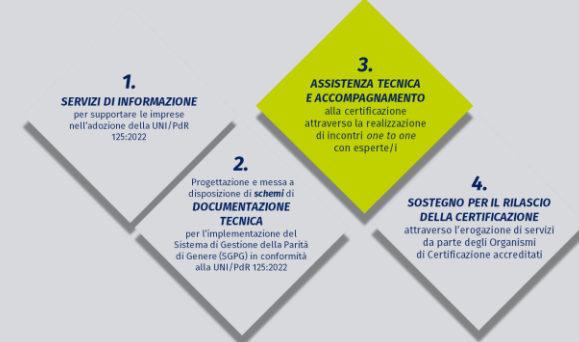 1.
SERVIZI DI INFORMAZIONE
per supportare le imprese
nell'adozione della UNI/PdR
125:2022
2.
Progettazione e messa a
disposizione di schemi di
DOCUMENTAZIONE
TECNICA
per l'implementazione del
Sistema di Gestione della Parità
di Genere (SGPG) in conformità
alla UNI/PdR 125:2022
3.
ASSISTENZA TECNICA
E ACCOMPAGNAMENTO
alla certificazione
attraverso la realizzazione
di incontri one to one
con esperte/i
4.
SOSTEGNO PER IL RILASCIO
DELLA CERTIFICAZIONE
attraverso l'erogazione di servizi
da parte degli Organismi
di Certificazione accreditati